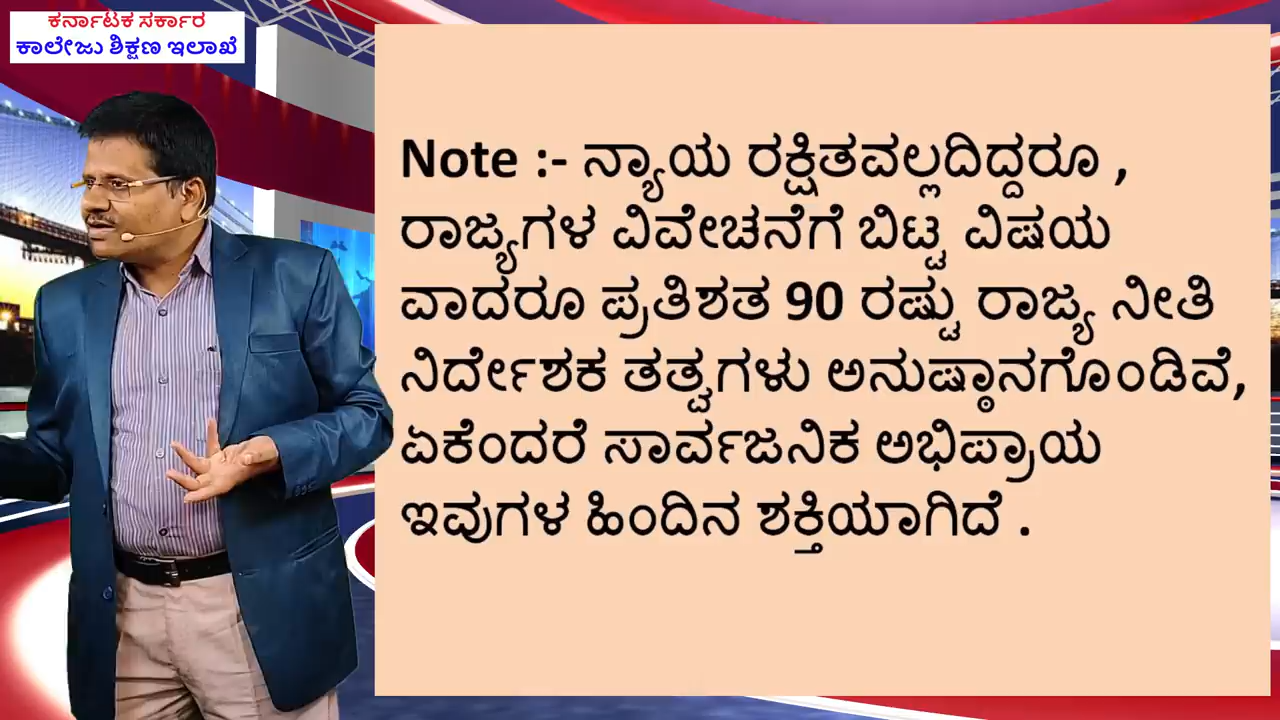 ಕರ್ನಾಟಕ ಸರ್ಕಾರ
ಕಾಲೇಜು ಶಿಕ್ಷಣ ಇಲಾಖೆ
Note :- ನ್ಯಾಯ ರಕ್ಷಿತವಲ್ಲದಿದ್ದರೂ ,
ರಾಜ್ಯಗಳ ವಿವೇಚನೆಗೆ ಬಿಟ್ಟ ವಿಷಯ
ವಾದರೂ ಪ್ರತಿಶತ 90 ರಷ್ಟು ರಾಜ್ಯ ನೀತಿ
ನಿರ್ದೇಶಕ ತತ್ವಗಳು ಅನುಷ್ಠಾನಗೊಂಡಿವೆ,
ಏಕೆಂದರೆ ಸಾರ್ವಜನಿಕ ಅಭಿಪ್ರಾಯ
ಇವುಗಳ ಹಿಂದಿನ ಶಕ್ತಿಯಾಗಿದೆ .